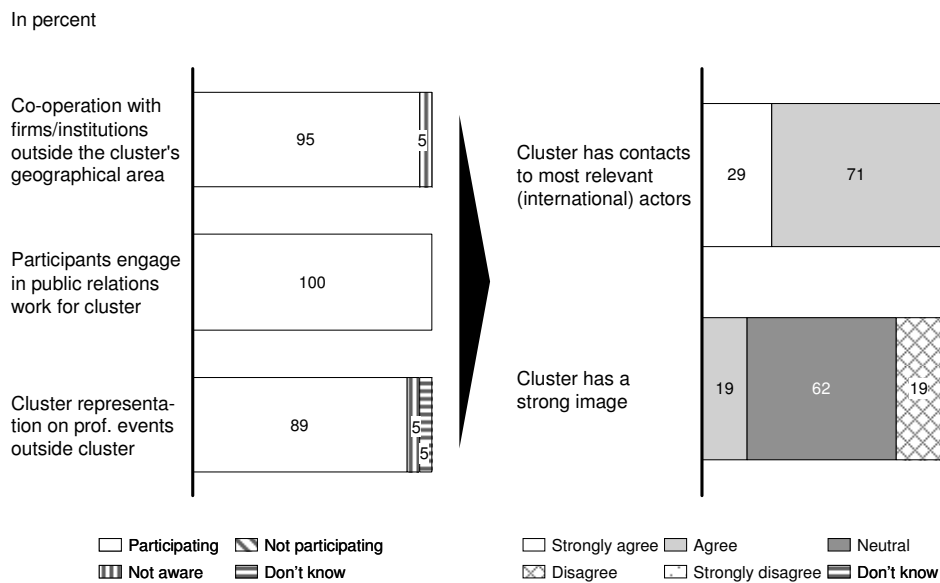 In percent
Co-operation with
firms/institutions
outside the cluster's
geographical area
95
5
Participants engage
in public relations
work for cluster
100
Cluster representa-
tion on prof. events
outside cluster
89
5
5
Participating
Not participating
Not aware
Don't know
Cluster has contacts
to most relevant
(international) actors
29
71
Cluster has a
strong image
19
62
19
Strongly agree
Agree
Neutral
Disagree
Strongly disagree
Don't know